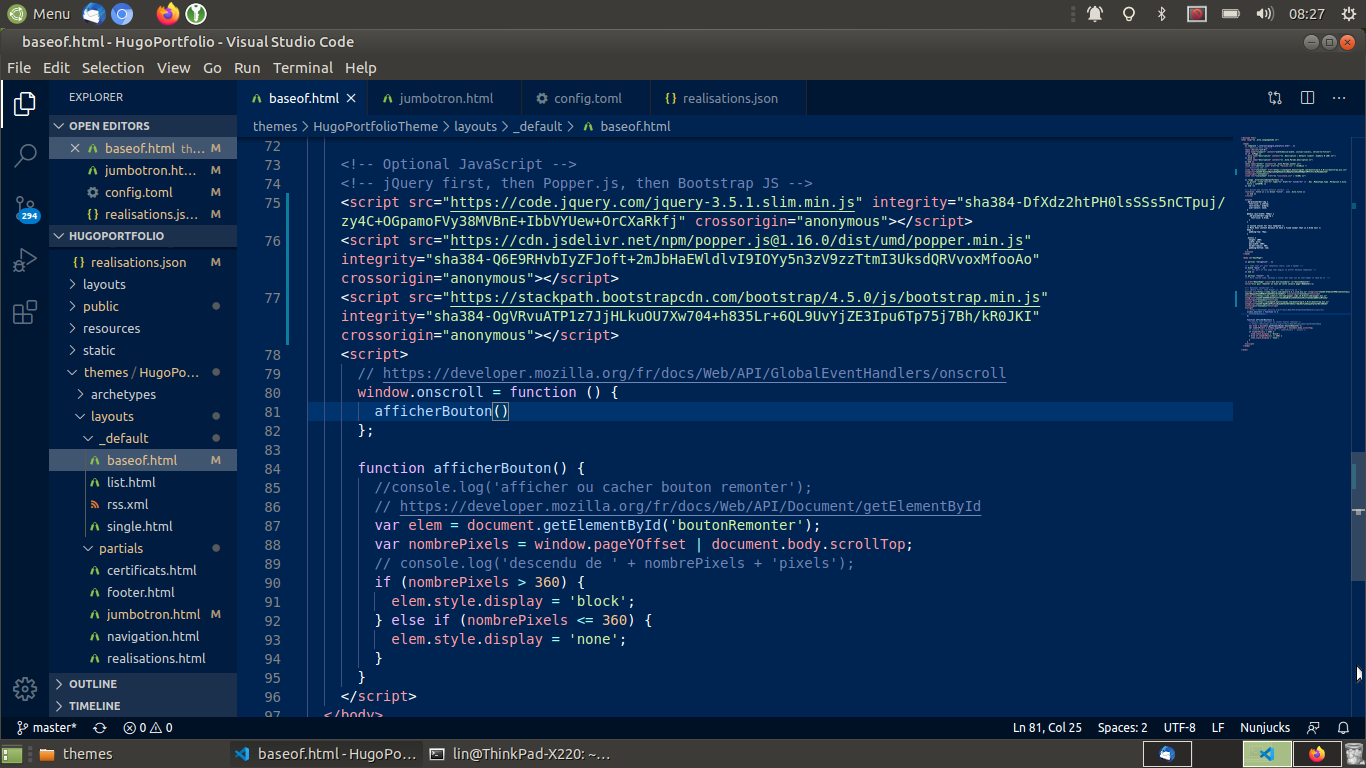 Menu 08:27
baseof.html - HugoPortfolio - Visual Studio Code
File Edit Selection View Go Run Terminal Help
EXPLORER
OPEN EDITORS
baseof.html th... M
jumbotron.ht... M
config.toml M
realisations.js... M
294
HUGOPORTFOLIO
realisations.json
layouts
public
resources
static
themes / HugoPo...
archetypes
layouts
_default
baseof.html M
list.html
rss.xml
single.html
partials
certificats.html
footer.html
jumbotron.html M
navigation.html
realisations.html
OUTLINE
TIMELINE
baseof.html jumbotron.html config.toml realisations.json
themes > HugoPortfolioTheme > layouts > _default > baseof.html
72
73 <!-- Optional JavaScript -->
74 <!-- jQuery first, then Popper.js, then Bootstrap JS -->
75 <script src="https://code.jquery.com/jquery-3.5.1.slim.min.js" integrity="sha384-DfXdz2htPH0lsSSs5nCTpuj/
zy4C+OGpamoFVy38MVBnE+IbbVYUew+OrCXaRkfj" crossorigin="anonymous"></script>
76 <script src="https://cdn.jsdelivr.net/npm/popper.js@1.16.0/dist/umd/popper.min.js"
integrity="sha384-Q6E9RHvbIyZFJoft+2mJbHaEWldlvI9IOYy5n3zV9zzTtmI3UksdQRVvoxMfooAo"
crossorigin="anonymous"></script>
77 <script src="https://stackpath.bootstrapcdn.com/bootstrap/4.5.0/js/bootstrap.min.js"
integrity="sha384-OgVRvuATP1z7JjHLkuOU7Xw704+h835Lr+6QL9UvYjZE3Ipu6Tp75j7Bh/kR0JKI"
crossorigin="anonymous"></script>
78 <script>
79 // https://developer.mozilla.org/fr/docs/Web/API/GlobalEventHandlers/onscroll
80 window.onscroll = function () {
81 afficherBouton()
82 };
83
84 function afficherBouton() {
85 //console.log('afficher ou cacher bouton remonter');
86 // https://developer.mozilla.org/fr/docs/Web/API/Document/getElementById
87 var elem = document.getElementById('boutonRemonter');
88 var nombrePixels = window.pageYOffset | document.body.scrollTop;
89 // console.log('descendu de ' + nombrePixels + 'pixels');
90 if (nombrePixels > 360) {
91 elem.style.display = 'block';
92 } else if (nombrePixels <= 360) {
93 elem.style.display = 'none';
94 }
95 }
96 </script>
97 </body>
master* 0 0 Ln 81, Col 25 Spaces: 2 UTF-8 LF Nunjucks
themes baseof.html - HugoPo... lin@ThinkPad-X220: ~...